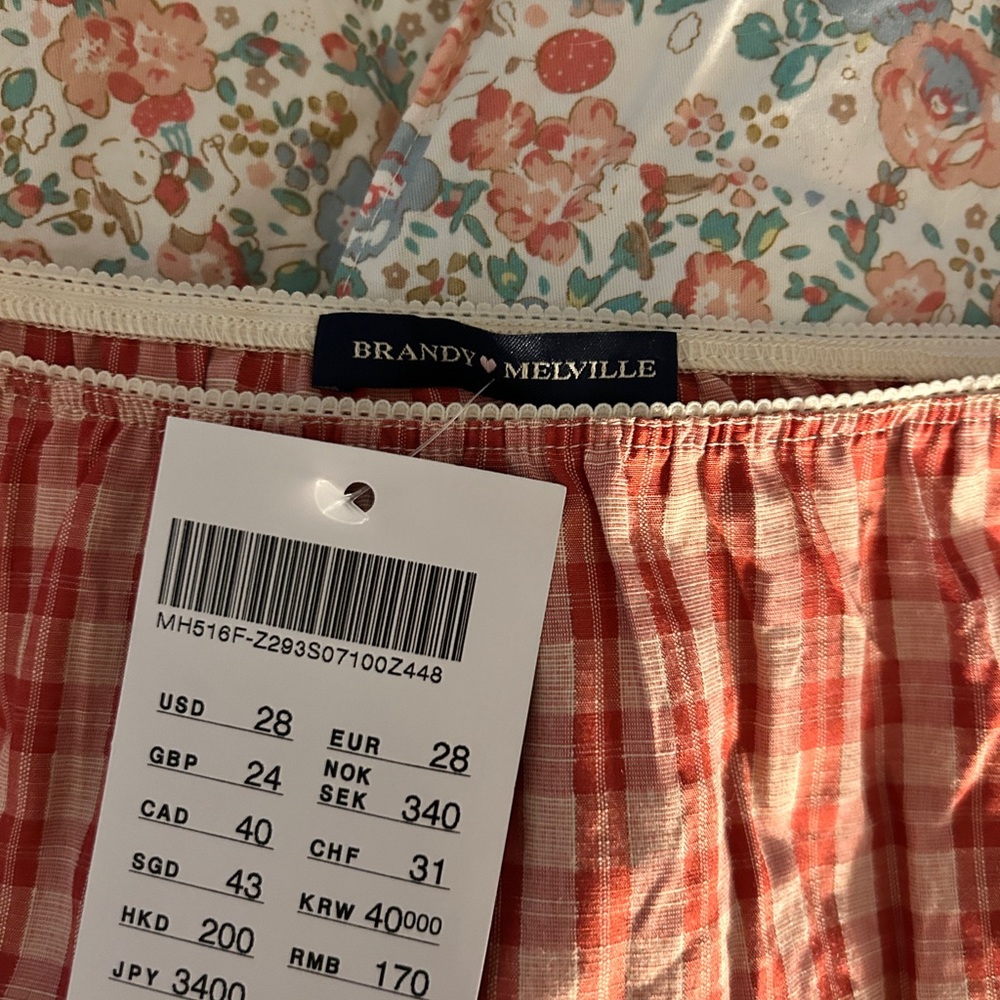 BRANDY♥MELVILLE
MH516F-Z293S07100Z448
USD 28
GBP 24
CAD 40
SGD 43
HKD 200
JPY 3400
EUR 28
NOK
SEK 340
CHF 31
KRW 40000
RMB 170